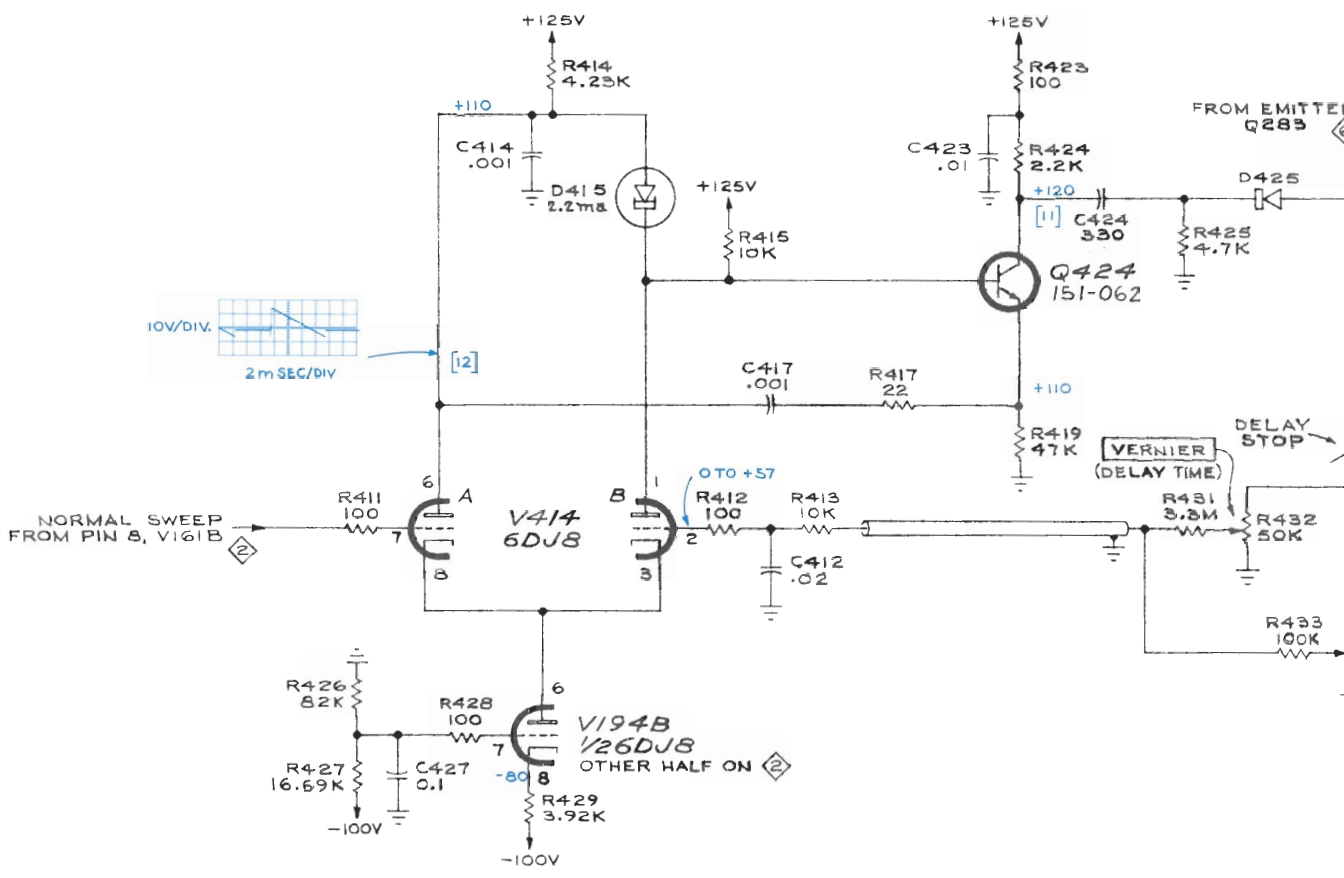 +125V
+125V
R414
4.23K
R423
100
+110
FROM EMITTE
Q283
C414
.001
C423
.01
R424
2.2K
D415
2.2ma
+125V
+120
[11]
D425
C424
330
R415
10K
R425
4.7K
Q424
151-062
10V/DIV.
2mSEC/DIV
[12]
C417
.001
R417
22
+110
R419
47K
DELAY
STOP
VERNIER
(DELAY TIME)
0 TO +57
6
A
B
1
R411
100
R412
100
R413
10K
R431
3.3M
R432
50K
NORMAL SWEEP
FROM PIN 8, V161B
2
7
V414
6DJ8
2
8
3
C412
.02
R433
100K
R426
82K
R428
100
6
V194B
1/26DJ8
OTHER HALF ON 2
7
R427
16.69K
C427
0.1
-80
8
R429
3.92K
-100V
-100V